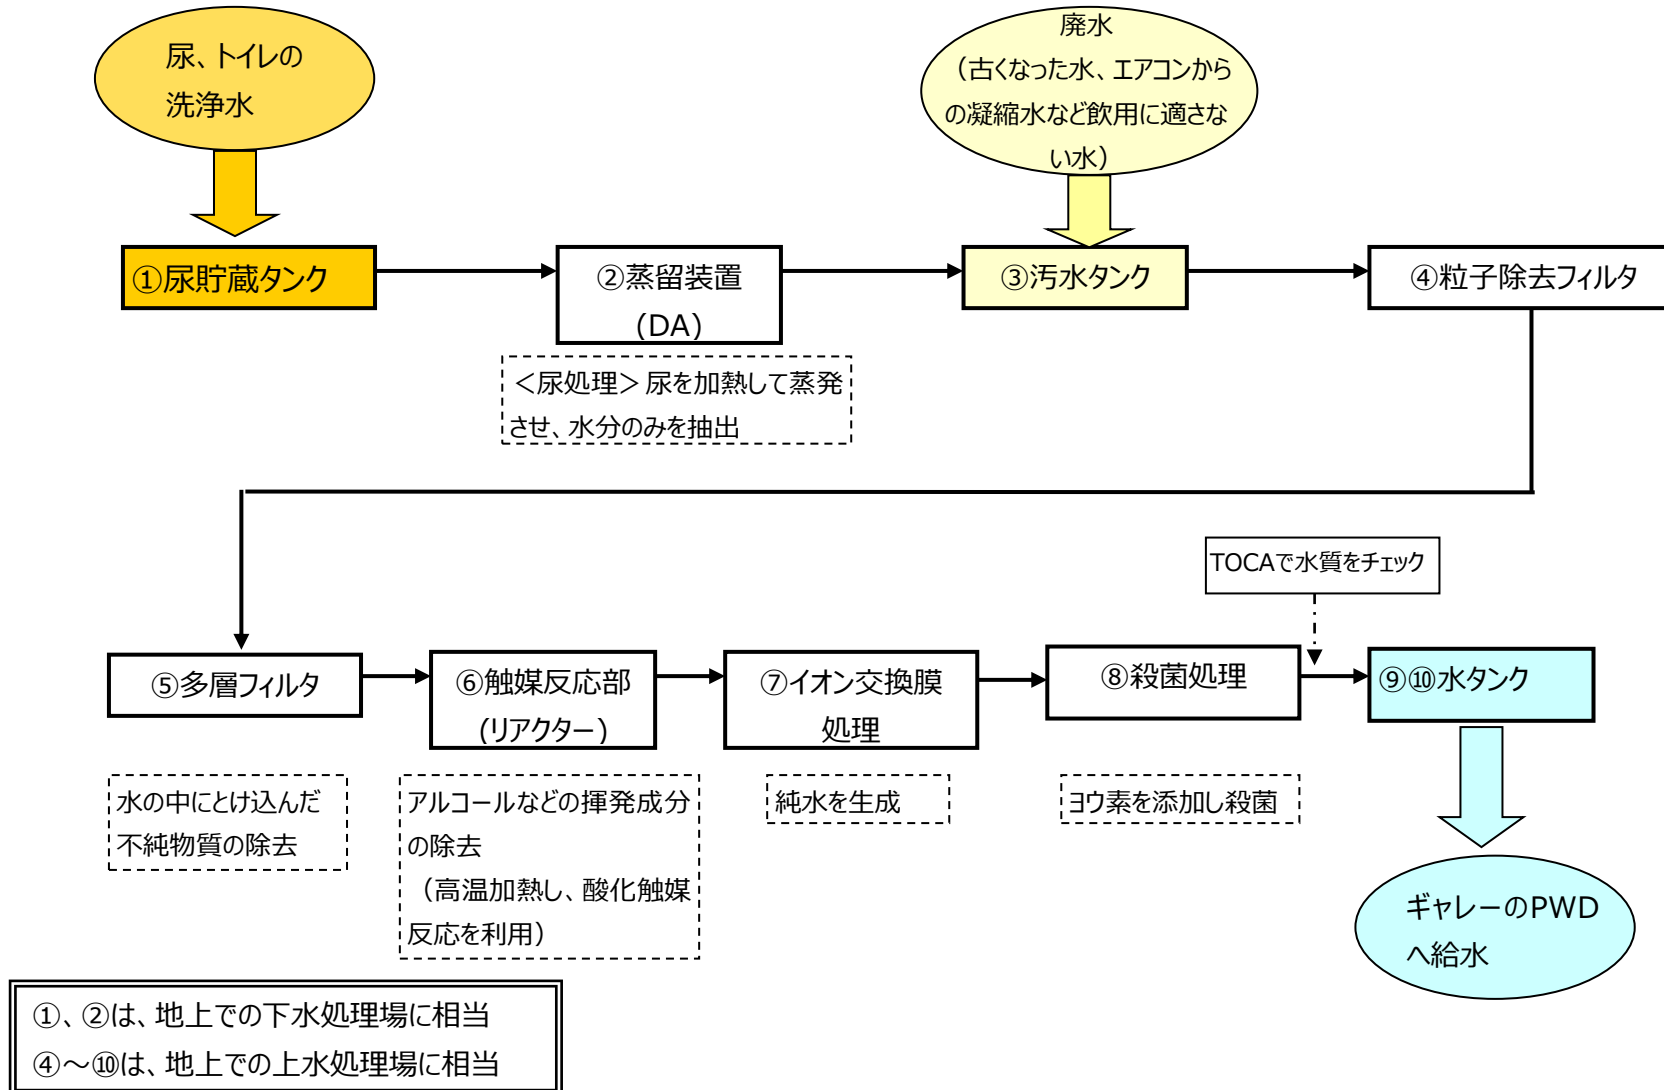 尿、トイレの
洗浄水
廃水
（古くなった水、エアコンから
の凝縮水など飲用に適さな
い水）
①尿貯蔵タンク
②蒸留装置
(DA)
③汚水タンク
④粒子除去フィルタ
＜尿処理＞尿を加熱して蒸発
させ、水分のみを抽出
TOCAで水質をチェック
⑤多層フィルタ
⑥触媒反応部
(リアクター)
⑦イオン交換膜
処理
⑧殺菌処理
⑨⑩水タンク
水の中にとけ込んだ
不純物質の除去
アルコールなどの揮発成分
の除去
（高温加熱し、酸化触媒
反応を利用）
純水を生成
ヨウ素を添加し殺菌
ギャレーのPWD
へ給水
①、②は、地上での下水処理場に相当
④～⑩は、地上での上水処理場に相当